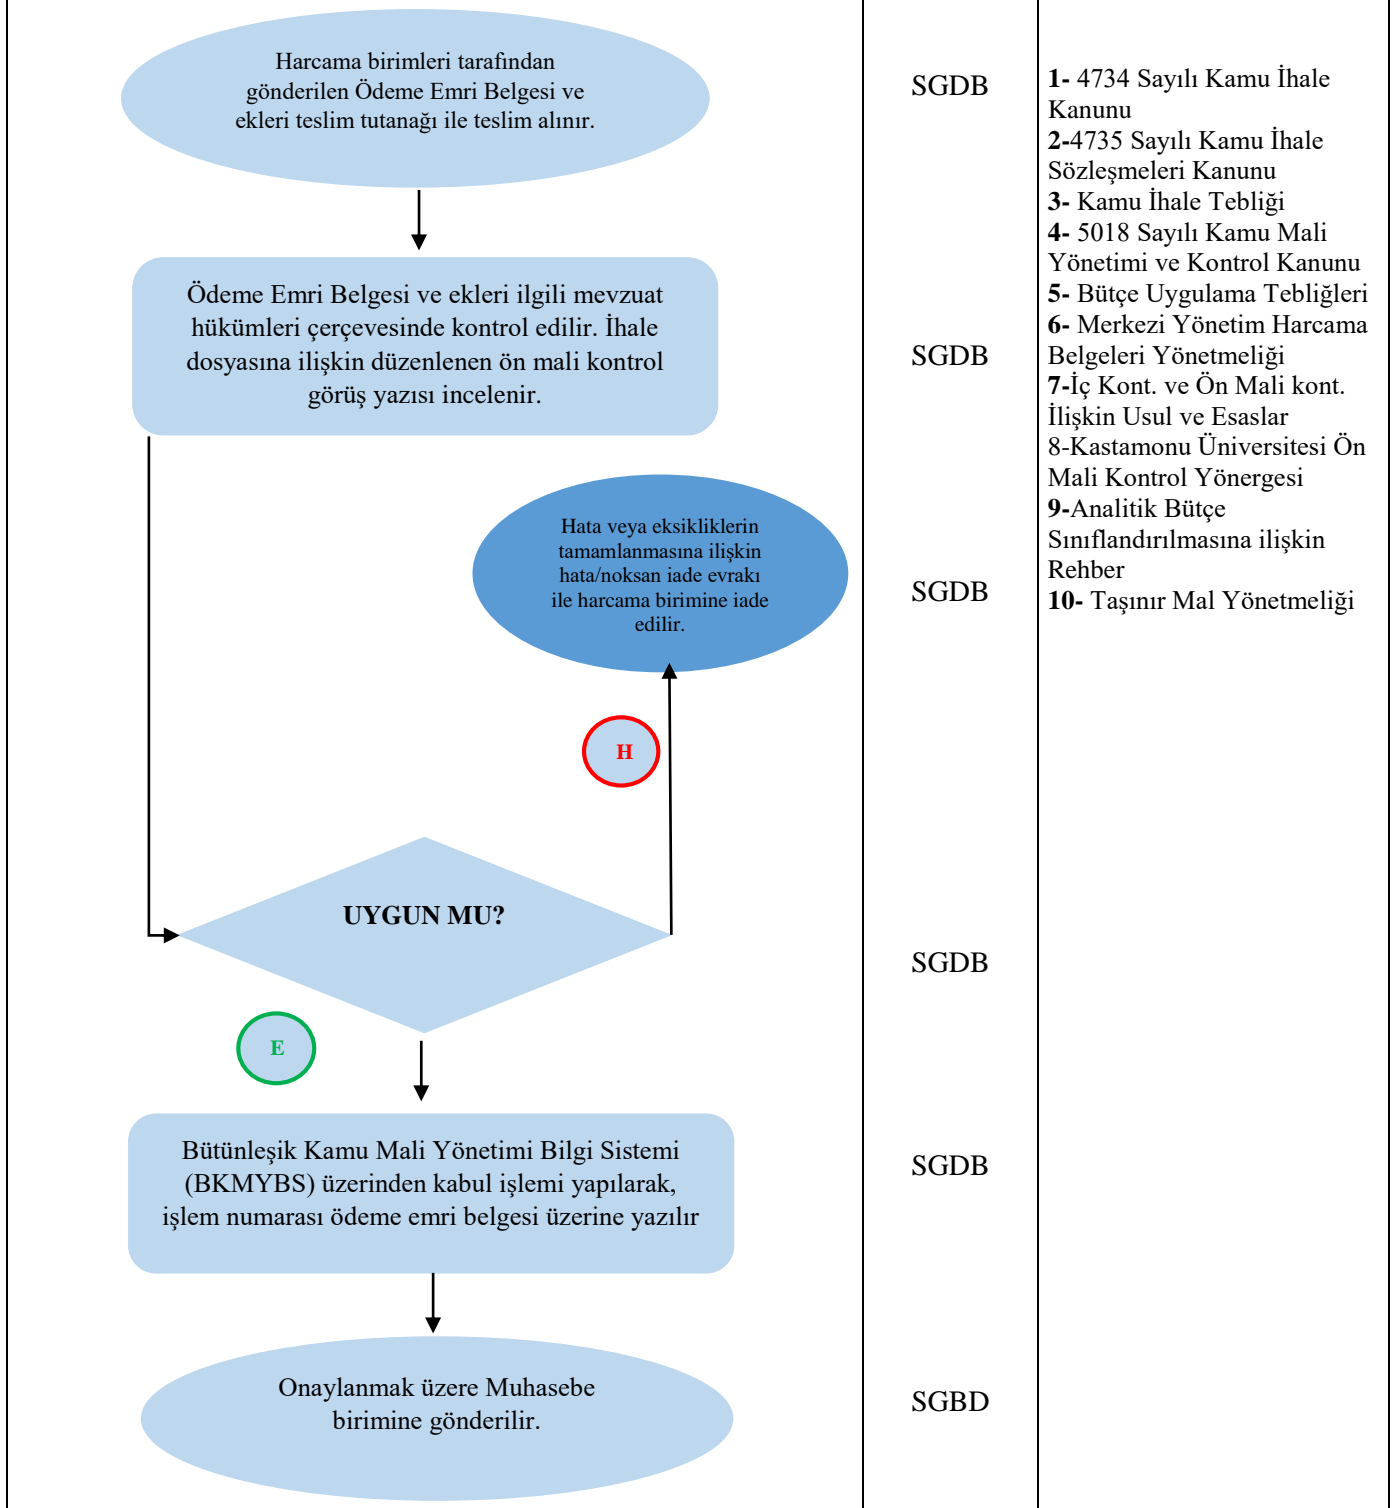 Harcama birimleri tarafından
gönderilen Ödeme Emri Belgesi ve
ekleri teslim tutanağı ile teslim alınır.
SGDB
Ödeme Emri Belgesi ve ekleri ilgili mevzuat
hükümleri çerçevesinde kontrol edilir. İhale
dosyasına ilişkin düzenlenen ön mali kontrol
görüş yazısı incelenir.
SGDB
Hata veya eksikliklerin
tamamlanmasına ilişkin
hata/noksan iade evrakı
ile harcama birimine iade
edilir.
SGDB
H
UYGUN MU?
SGDB
E
Bütünleşik Kamu Mali Yönetimi Bilgi Sistemi
(BKMYBS) üzerinden kabul işlemi yapılarak,
işlem numarası ödeme emri belgesi üzerine yazılır
SGDB
Onaylanmak üzere Muhasebe
birimine gönderilir.
SGBD
1- 4734 Sayılı Kamu İhale
Kanunu
2-4735 Sayılı Kamu İhale
Sözleşmeleri Kanunu
3- Kamu İhale Tebliği
4- 5018 Sayılı Kamu Mali
Yönetimi ve Kontrol Kanunu
5- Bütçe Uygulama Tebliğleri
6- Merkezi Yönetim Harcama
Belgeleri Yönetmeliği
7-İç Kont. ve Ön Mali kont.
İlişkin Usul ve Esaslar
8-Kastamonu Üniversitesi Ön
Mali Kontrol Yönergesi
9-Analitik Bütçe
Sınıflandırılmasına ilişkin
Rehber
10- Taşınır Mal Yönetmeliği